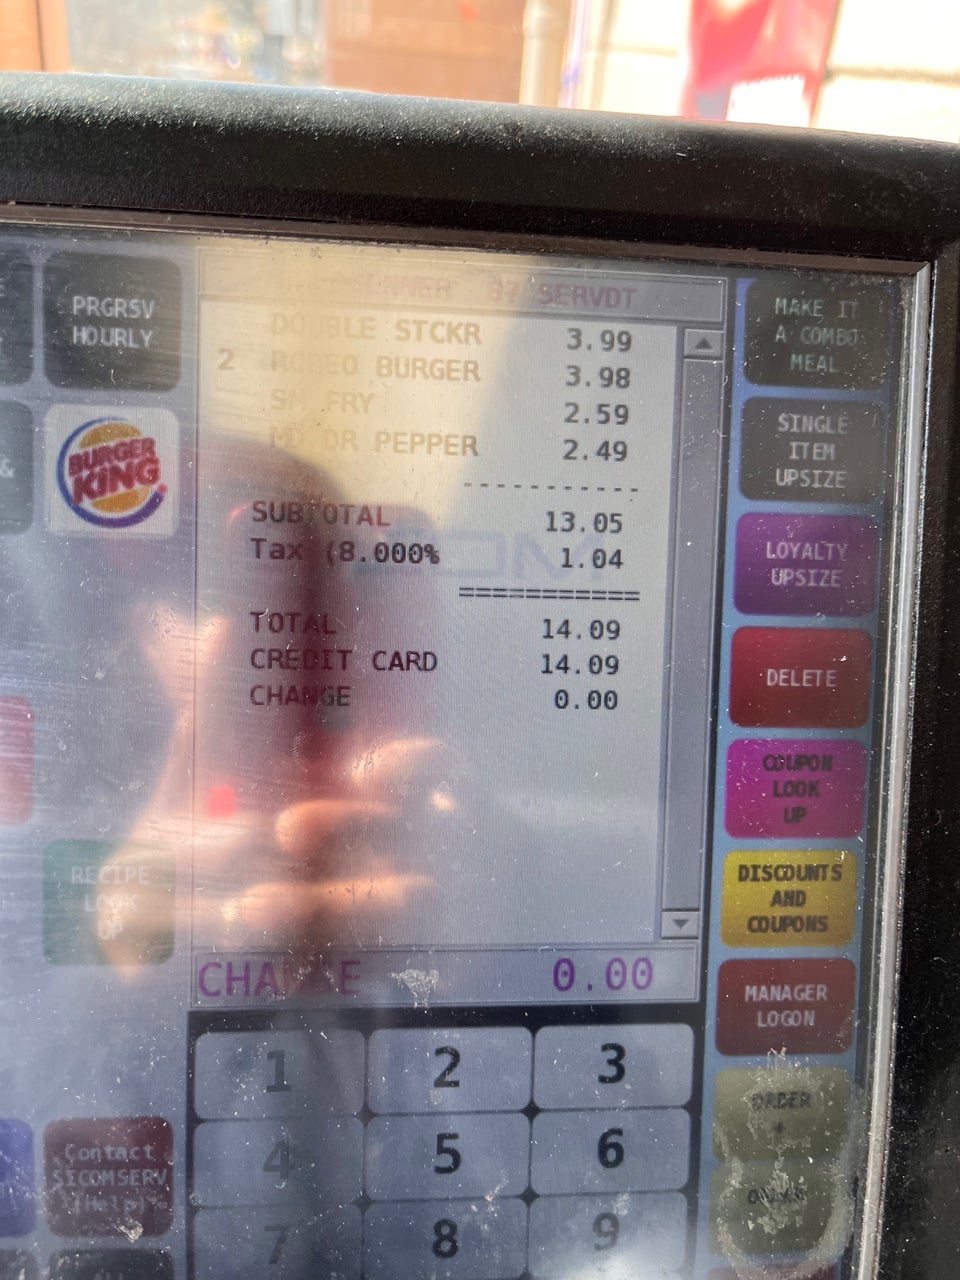 PRGRSV
HOURLY
BURGER
KING
SERVDT
DOUBLE STCKR 3.99
2 RODEO BURGER 3.98
SM FRY 2.59
MD DR PEPPER 2.49
-----------
SUBTOTAL 13.05
Tax (8.000% 1.04
===========
TOTAL 14.09
CREDIT CARD 14.09
CHANGE 0.00
CHANGE 0.00
1 2 3
4 5 6
7 8 9
MAKE IT
A COMBO
MEAL
SINGLE
ITEM
UPSIZE
LOYALTY
UPSIZE
DELETE
COUPON
LOOK
UP
DISCOUNTS
AND
COUPONS
MANAGER
LOGON
ORDER
RECIPE
LOOK
UP
Contact
SICOMSERV
(Help)
&